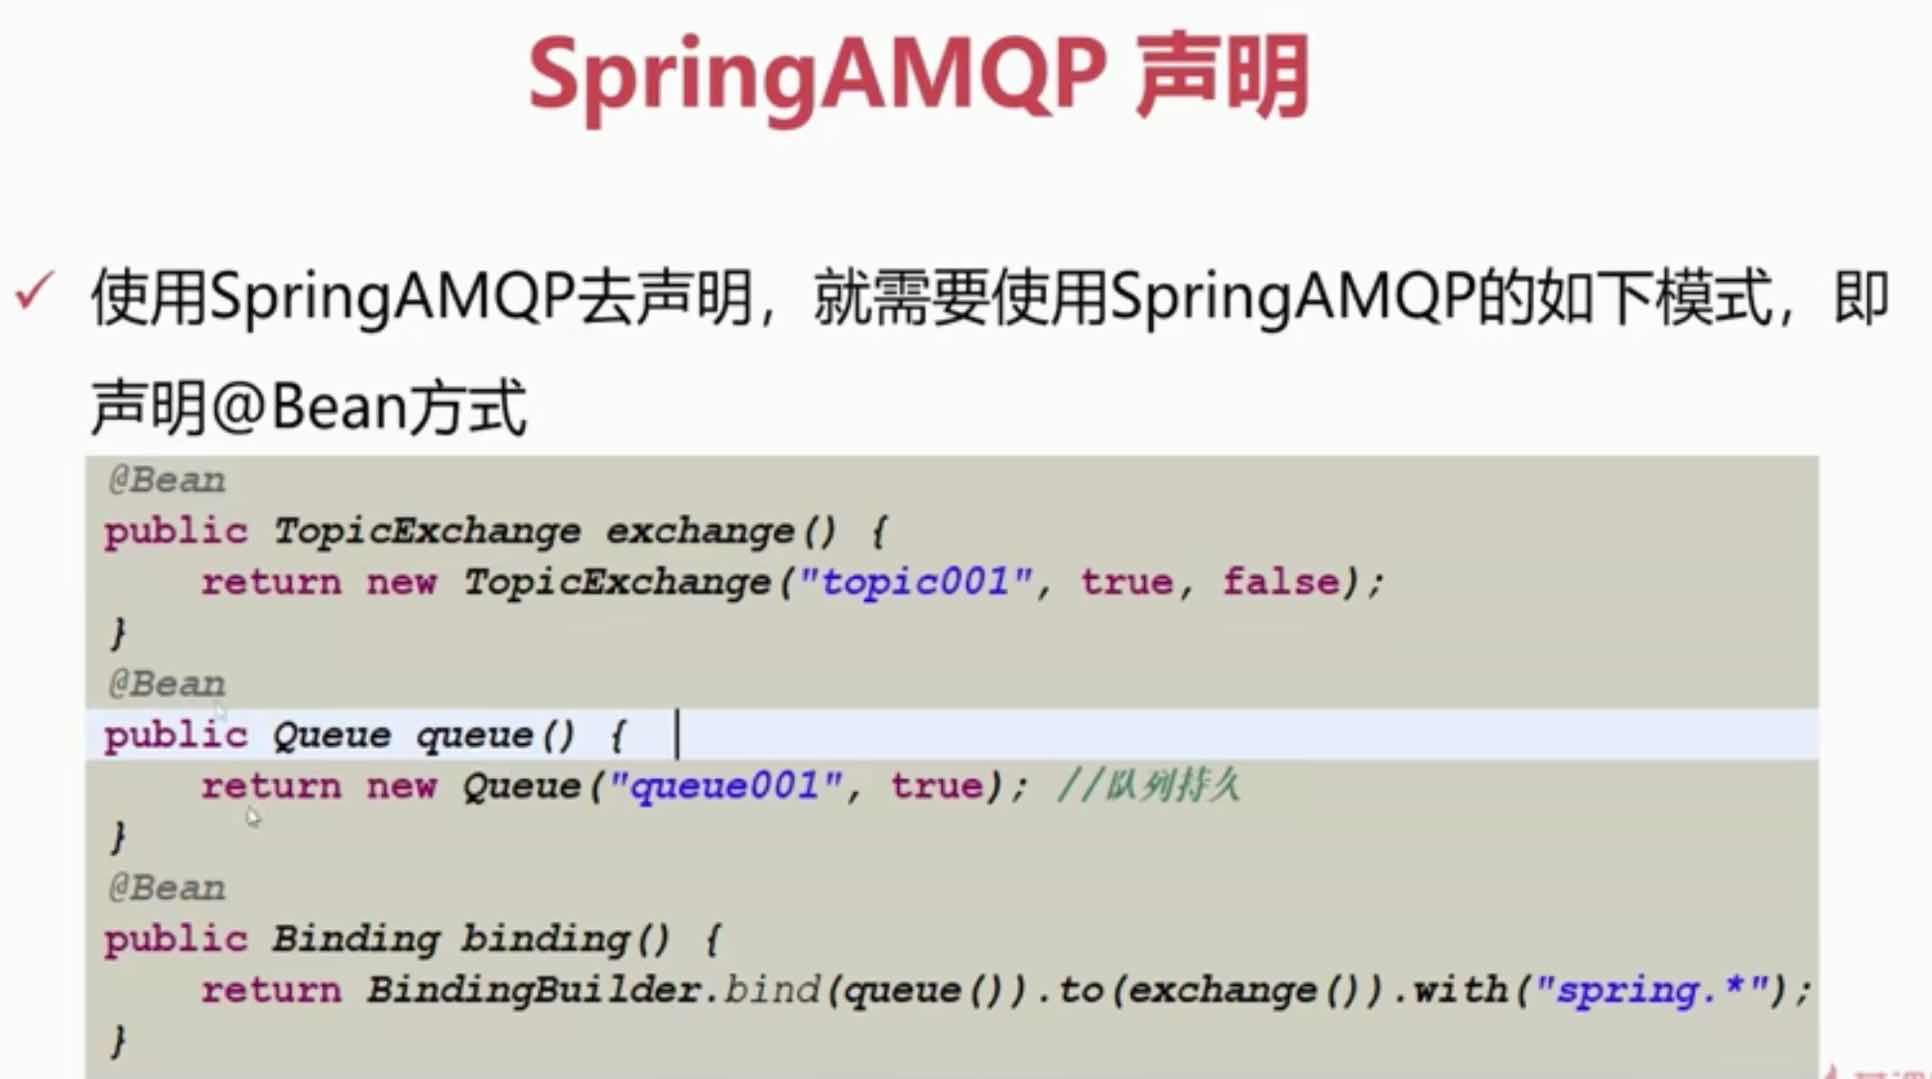 SpringAMQP 声明
使用SpringAMQP去声明，就需要使用SpringAMQP的如下模式，即
声明@Bean方式
@Bean
public TopicExchange exchange() {
    return new TopicExchange("topic001", true, false);
}
@Bean
public Queue queue() {
    return new Queue("queue001", true); //队列持久
}
@Bean
public Binding binding() {
    return BindingBuilder.bind(queue()).to(exchange()).with("spring.*");
}